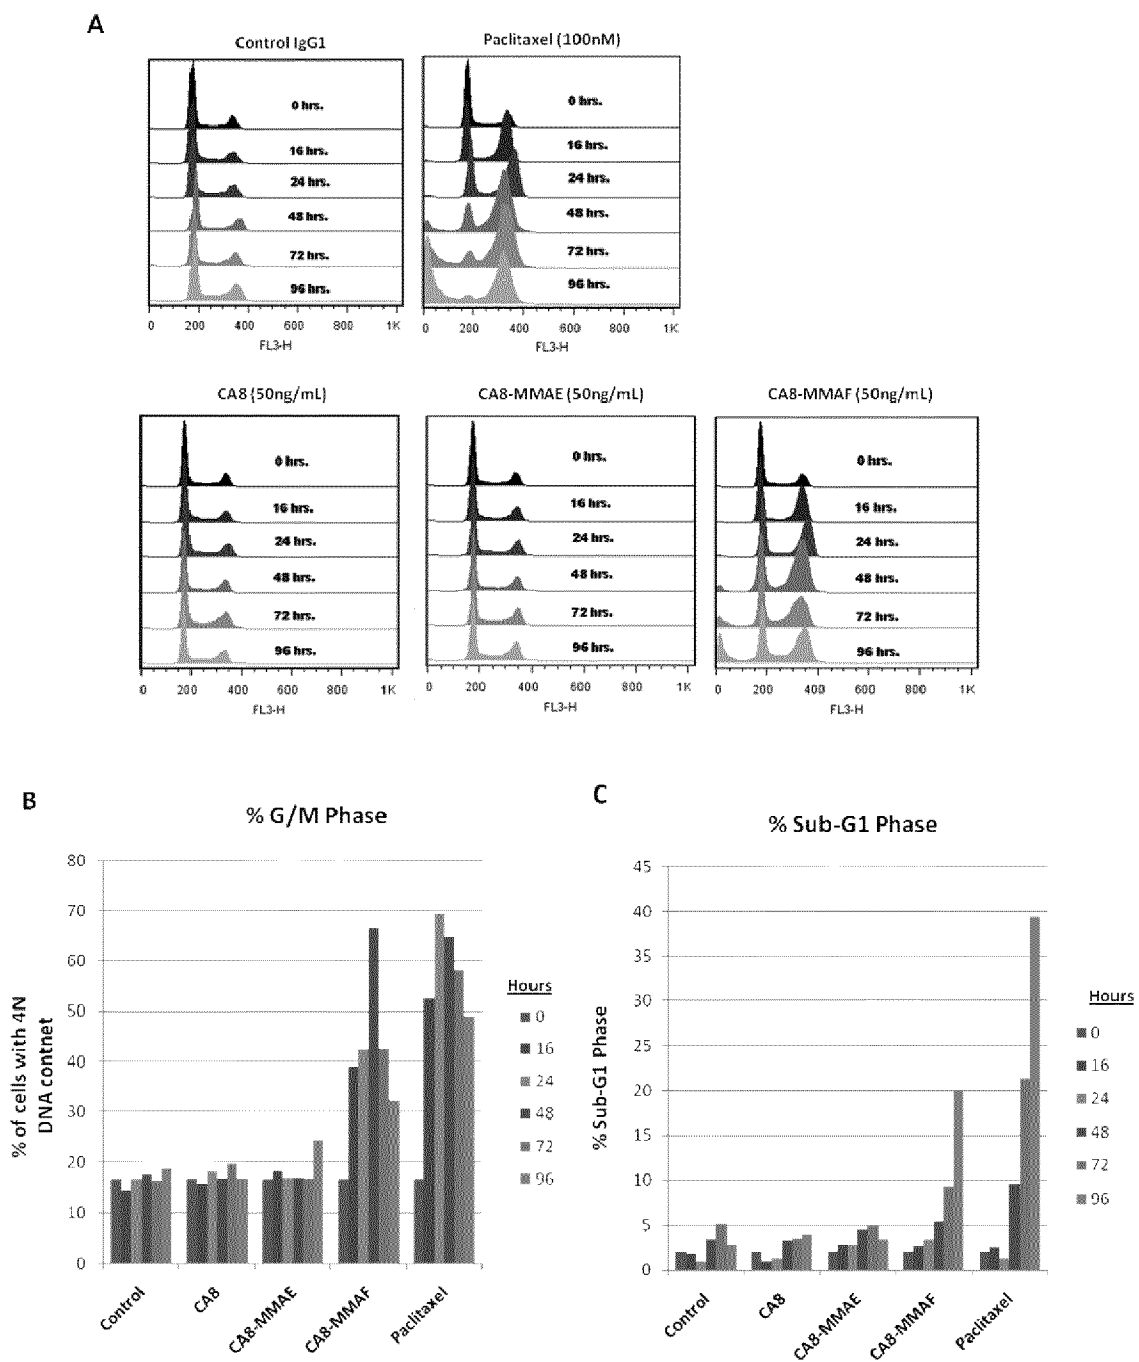 A
Control IgG1
Paclitaxel (100nM)
0 hrs.
16 hrs.
24 hrs.
48 hrs.
72 hrs.
96 hrs.
0 200 400 600 800 1K
FL3-H
0 hrs.
16 hrs.
24 hrs.
48 hrs.
72 hrs.
96 hrs.
0 200 400 600 800 1K
FL3-H
CA8 (50ng/mL)
CA8-MMAE (50ng/mL)
CA8-MMAF (50ng/mL)
0 hrs.
16 hrs.
24 hrs.
48 hrs.
72 hrs.
96 hrs.
0 200 400 600 800 1K
FL3-H
0 hrs.
16 hrs.
24 hrs.
48 hrs.
72 hrs.
96 hrs.
0 200 400 600 800 1K
FL3-H
0 hrs.
16 hrs.
24 hrs.
48 hrs.
72 hrs.
96 hrs.
0 200 400 600 800 1K
FL3-H
B
% G/M Phase
% of cells with 4N
DNA contnet
80
70
60
50
40
30
20
10
0
Control
CA8
CA8-MMAE
CA8-MMAF
Paclitaxel
Hours
0
16
24
48
72
96
C
% Sub-G1 Phase
% Sub-G1 Phase
45
40
35
30
25
20
15
10
5
0
Control
CA8
CA8-MMAE
CA8-MMAF
Paclitaxel
Hours
0
16
24
48
72
96